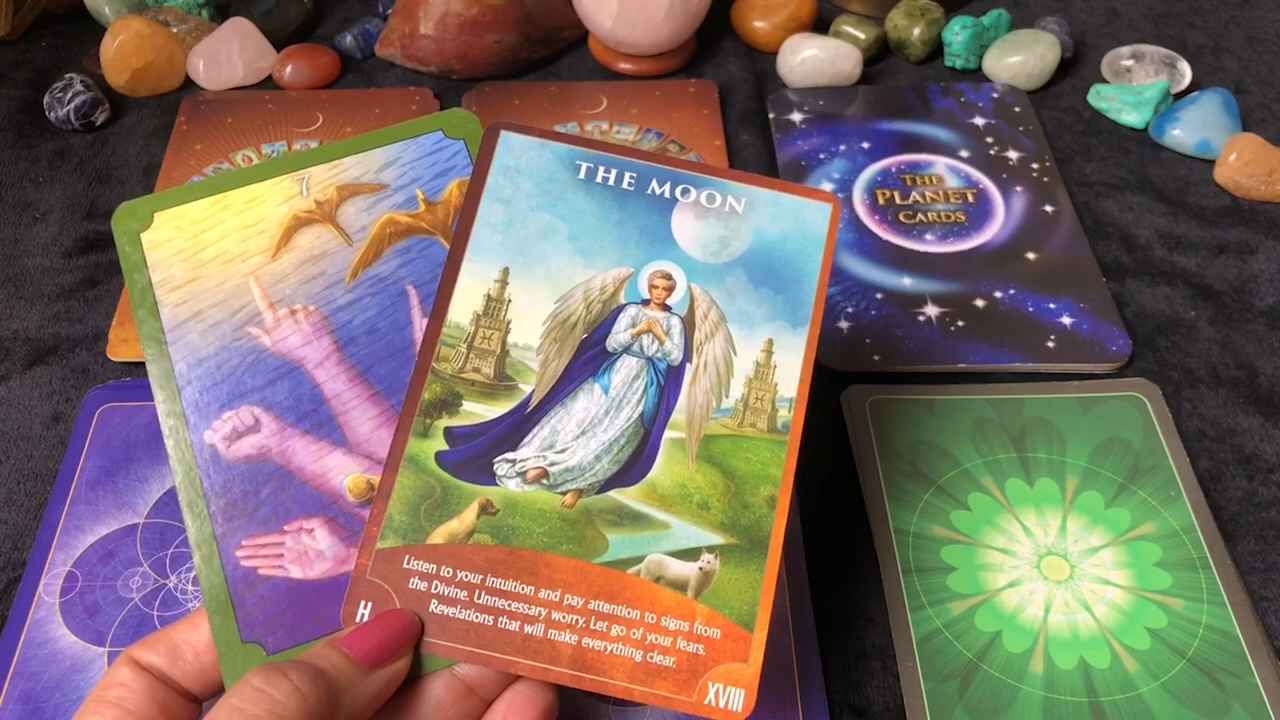 7
THE MOON
THE
PLANET
CARDS
Listen to your intuition and pay attention to signs from
the Divine. Unnecessary worry. Let go of your fears.
Revelations that will make everything clear.
H
XVIII